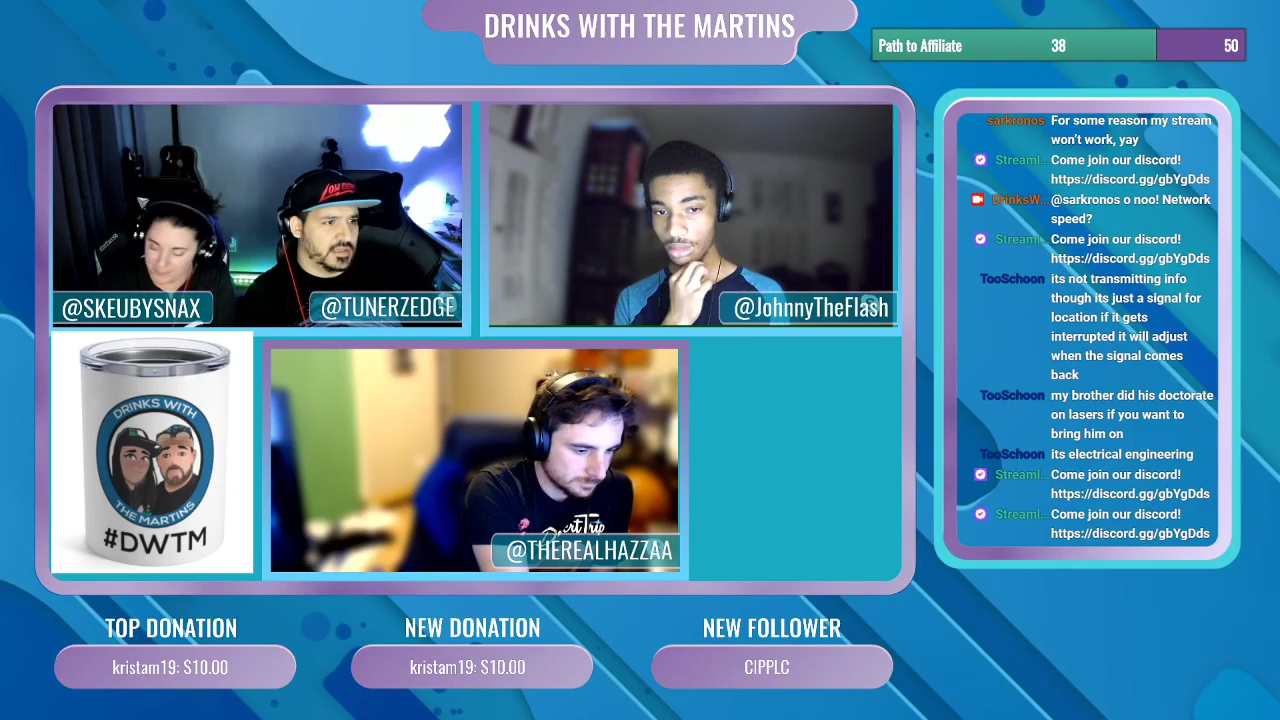 DRINKS WITH THE MARTINS
Path to Affiliate 38 50
LOW
@SKEUBYSNAX
@TUNERZEDGE
@JohnnyTheFlash
DRINKS WITH
THE MARTINS
#DWTM
Trip
@THEREALHAZZAA
sarkronos For some reason my stream
won't work, yay
Streaml... Come join our discord!
https://discord.gg/gbYgDds
DrinksW... @sarkronos o noo! Network
speed?
Streaml... Come join our discord!
https://discord.gg/gbYgDds
TooSchoon its not transmitting info
though its just a signal for
location if it gets
interrupted it will adjust
when the signal comes
back
TooSchoon my brother did his doctorate
on lasers if you want to
bring him on
TooSchoon its electrical engineering
Streaml... Come join our discord!
https://discord.gg/gbYgDds
Streaml... Come join our discord!
https://discord.gg/gbYgDds
TOP DONATION
kristam19: $10.00
NEW DONATION
kristam19: $10.00
NEW FOLLOWER
CIPPLC